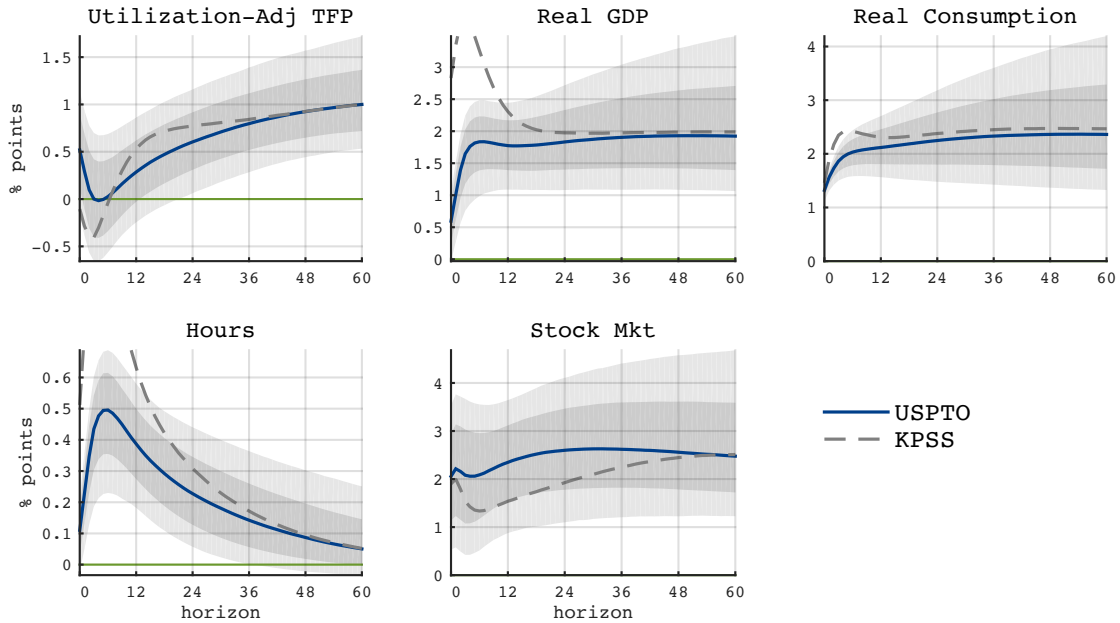 Utilization-Adj TFP
Real GDP
Real Consumption
% points
1.5
1
0.5
0
-0.5
0 12 24 36 48 60
3
2.5
2
1.5
1
0.5
0
0 12 24 36 48 60
4
3
2
1
0 12 24 36 48 60
Hours
Stock Mkt
% points
0.6
0.5
0.4
0.3
0.2
0.1
0
0 12 24 36 48 60
horizon
4
3
2
1
0
0 12 24 36 48 60
horizon
USPTO
KPSS